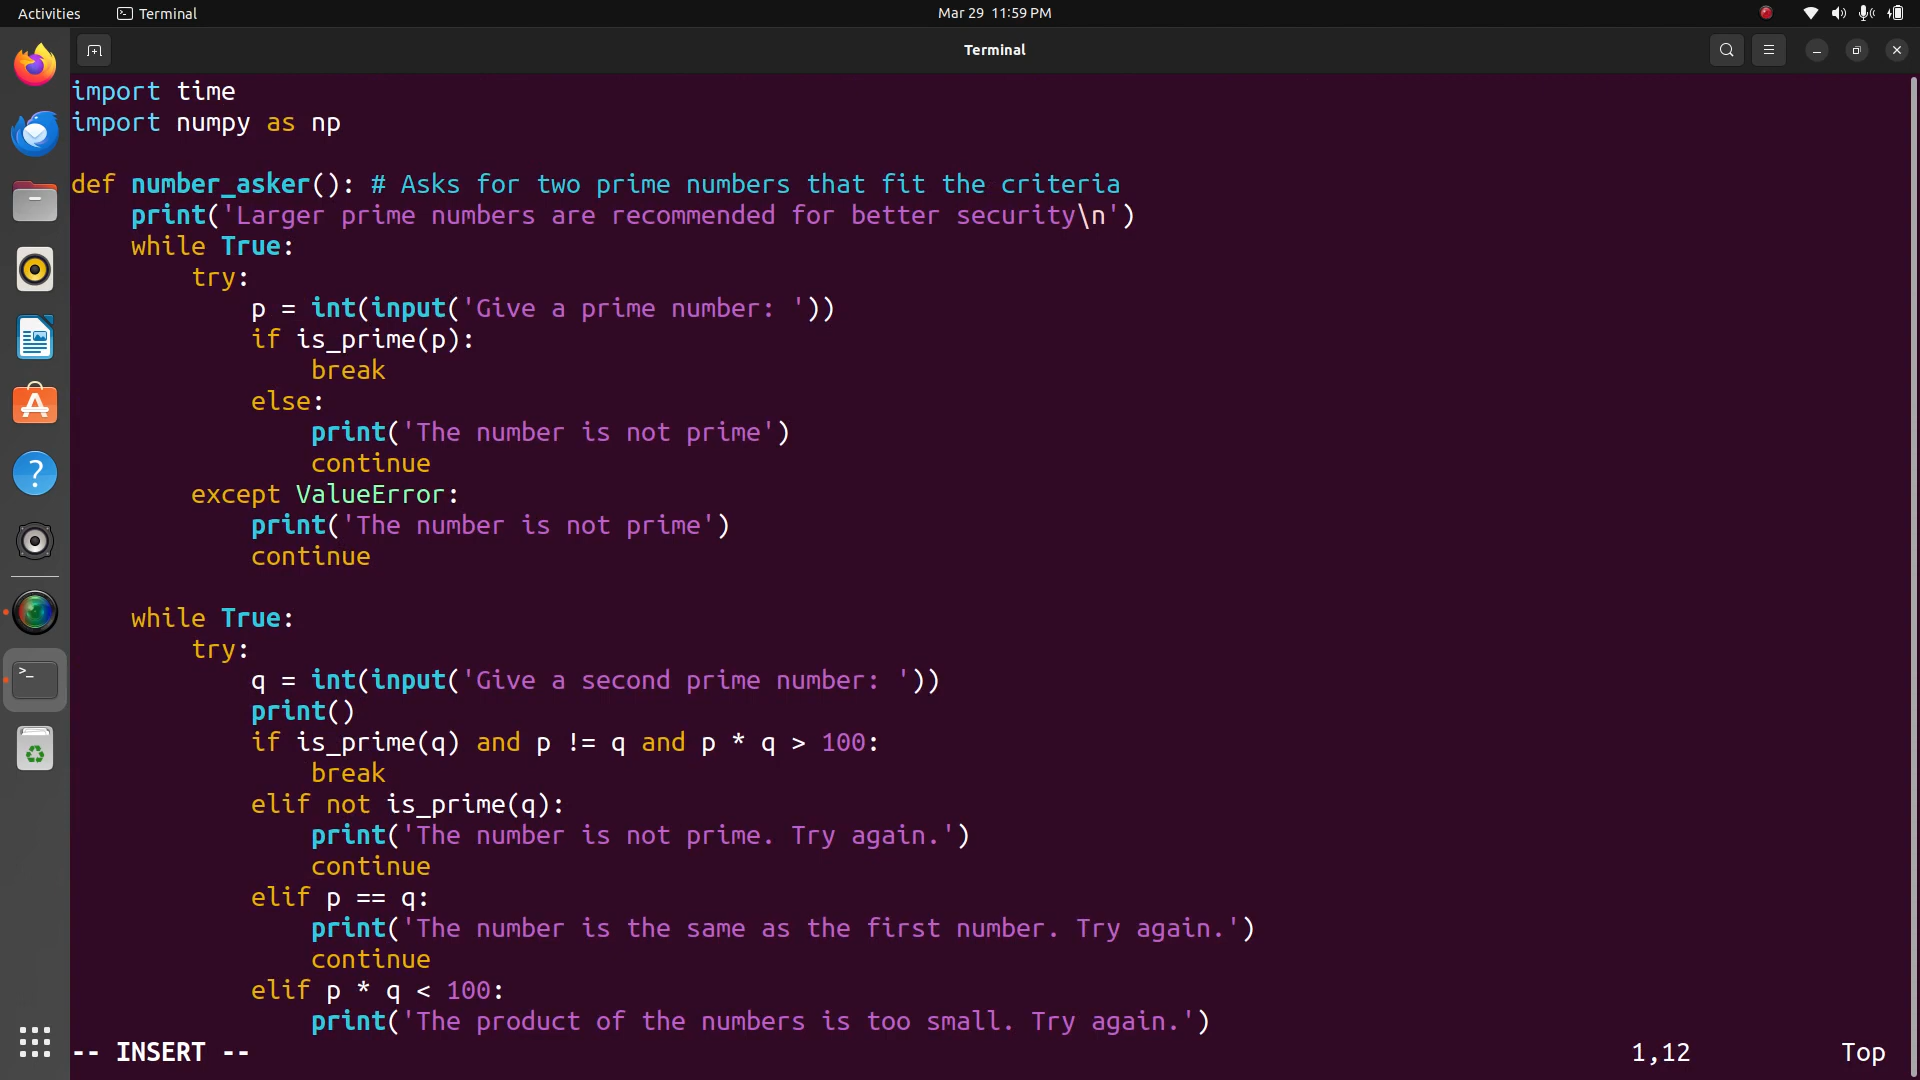 Activities
Terminal
Mar 29 11:59 PM
Terminal
import time
import numpy as np
def number_asker(): # Asks for two prime numbers that fit the criteria
    print('Larger prime numbers are recommended for better security\n')
    while True:
        try:
            p = int(input('Give a prime number: '))
            if is_prime(p):
                break
            else:
                print('The number is not prime')
                continue
        except ValueError:
            print('The number is not prime')
            continue
    while True:
        try:
            q = int(input('Give a second prime number: '))
            print()
            if is_prime(q) and p != q and p * q > 100:
                break
            elif not is_prime(q):
                print('The number is not prime. Try again.')
                continue
            elif p == q:
                print('The number is the same as the first number. Try again.')
                continue
            elif p * q < 100:
                print('The product of the numbers is too small. Try again.')
-- INSERT --
1,12
Top